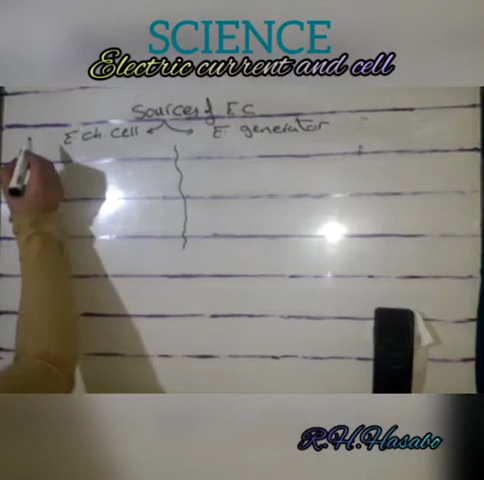 SCIENCE
Electric current and cell
Sources of E C
E ch. cell E. generator
R.H.Hasabo